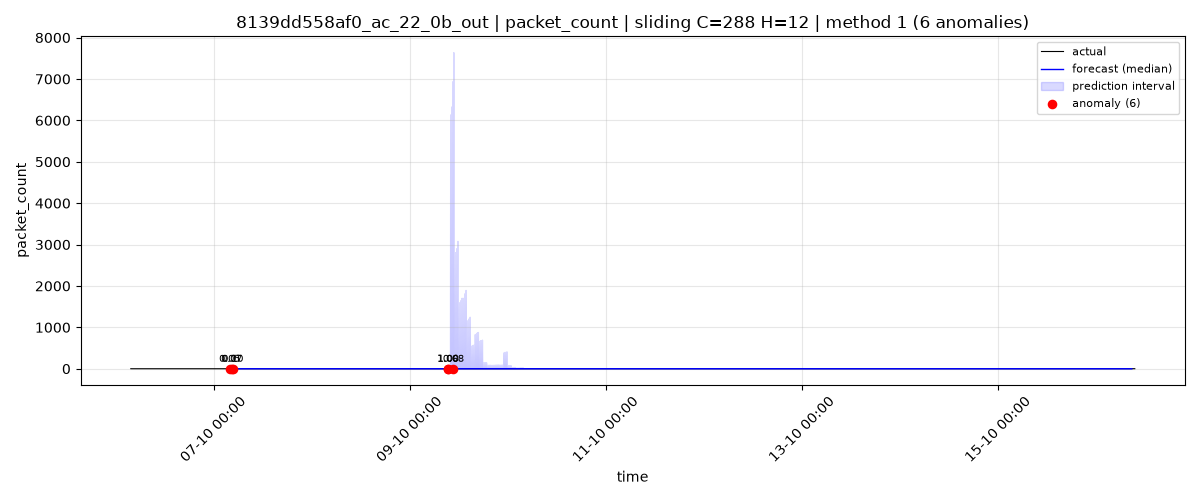 8139dd558af0_ac_22_0b_out | packet_count | sliding C=288 H=12 | method 1 (6 anomalies)
actual
forecast (median)
prediction interval
anomaly (6)
packet_count
8000
7000
6000
5000
4000
3000
2000
1000
0
07-10 00:00
09-10 00:00
11-10 00:00
13-10 00:00
15-10 00:00
time